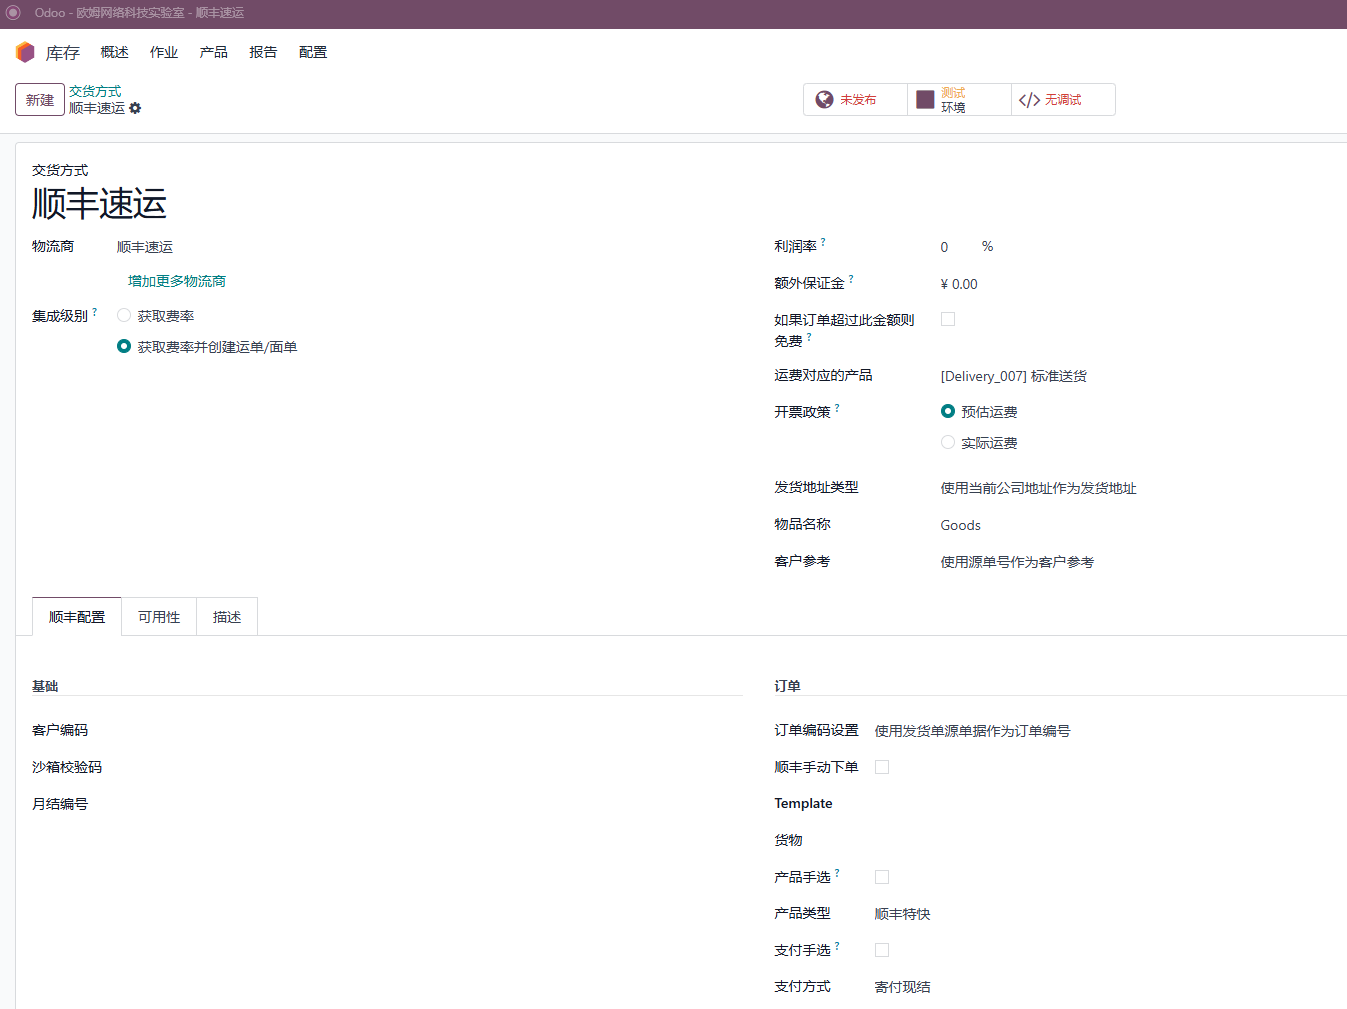 Odoo - 欧姆网络科技实验室 - 顺丰速运
库存 概述 作业 产品 报告 配置
新建
交货方式
顺丰速运
未发布
测试
环境
</> 无调试
交货方式
顺丰速运
物流商 顺丰速运
增加更多物流商
集成级别 ? 获取费率
获取费率并创建运单/面单
利润率 ? 0 %
额外保证金 ? ¥ 0.00
如果订单超过此金额则
免费 ?
运费对应的产品 [Delivery_007] 标准送货
开票政策 ? 预估运费
实际运费
发货地址类型 使用当前公司地址作为发货地址
物品名称 Goods
客户参考 使用源单号作为客户参考
顺丰配置 可用性 描述
基础
客户编码
沙箱校验码
月结编号
订单
订单编码设置 使用发货单源单据作为订单编号
顺丰手动下单
Template
货物
产品手选 ?
产品类型 顺丰特快
支付手选 ?
支付方式 寄付现结